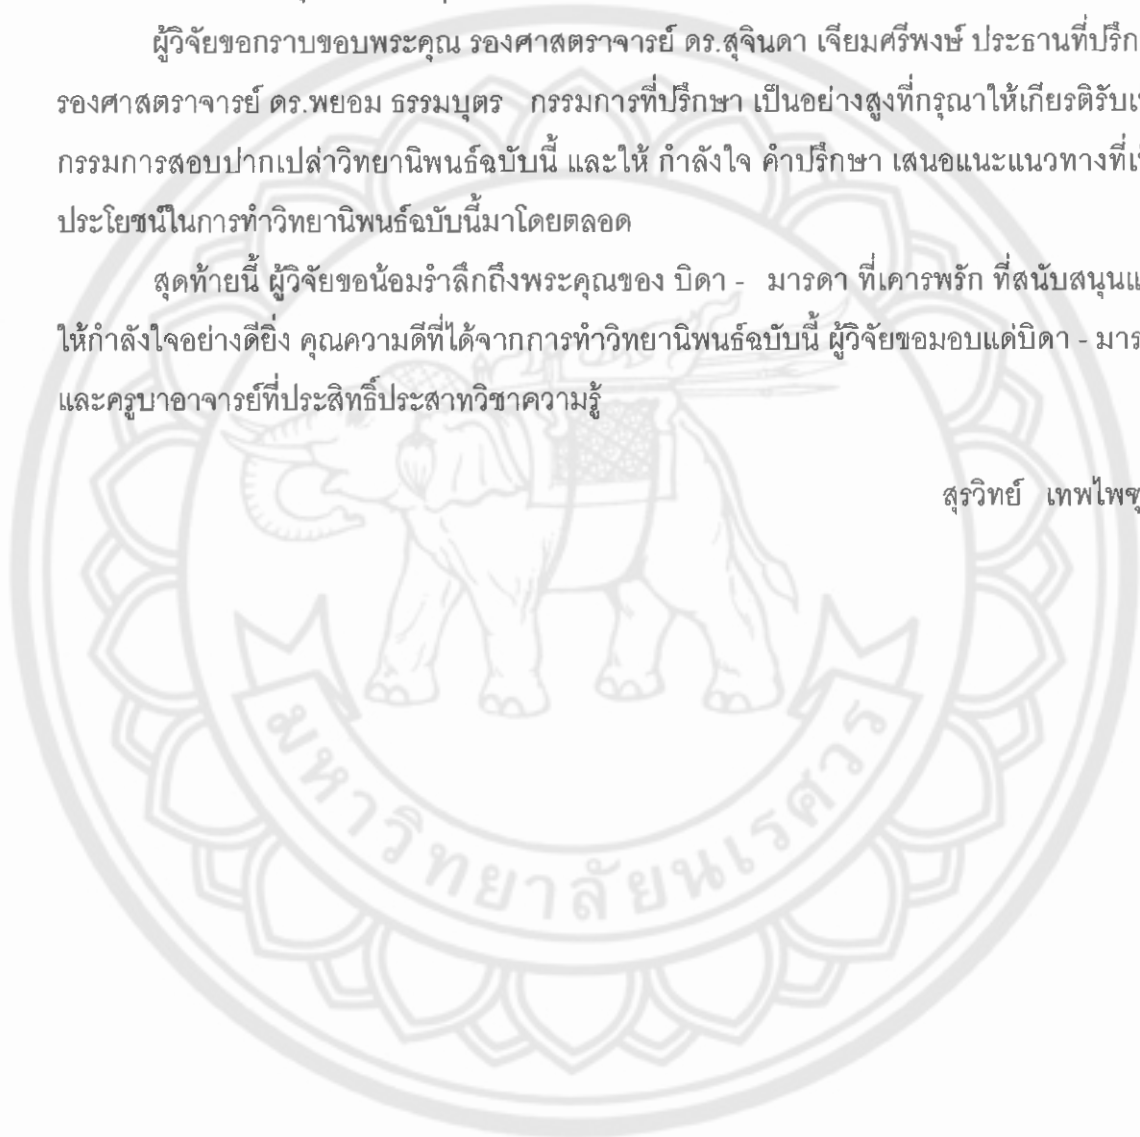 ผู้วิจัยขอกราบขอบพระคุณ รองศาสตราจารย์ ดร.สุจินดา เจียมศรีพงษ์ ประธานที่ปรึก
รองศาสตราจารย์ ดร.พยอม ธรรมบุตร กรรมการที่ปรึกษา เป็นอย่างสูงที่กรุณาให้เกียรติรับเ
กรรมการสอบปากเปล่าวิทยานิพนธ์ฉบับนี้ และให้ กำลังใจ คำปรึกษา เสนอแนะแนวทางที่เ
ประโยชน์ในการทำวิทยานิพนธ์ฉบับนี้มาโดยตลอด
สุดท้ายนี้ ผู้วิจัยขอน้อมรำลึกถึงพระคุณของ บิดา - มารดา ที่เคารพรัก ที่สนับสนุนแ
ให้กำลังใจอย่างดียิ่ง คุณความดีที่ได้จากการทำวิทยานิพนธ์ฉบับนี้ ผู้วิจัยขอมอบแด่บิดา - มาร
และครูบาอาจารย์ที่ประสิทธิ์ประสาทวิชาความรู้
สุรวิทย์ เทพไพฑู
มหาวิทยาลัยนเรศวร